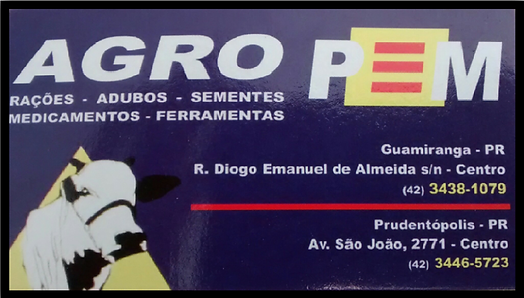 AGRO PEM
RAÇÕES - ADUBOS - SEMENTES
MEDICAMENTOS - FERRAMENTAS
Guamiranga - PR
R. Diogo Emanuel de Almeida s/n - Centro
(42) 3438-1079
Prudentópolis - PR
Av. São João, 2771 - Centro
(42) 3446-5723